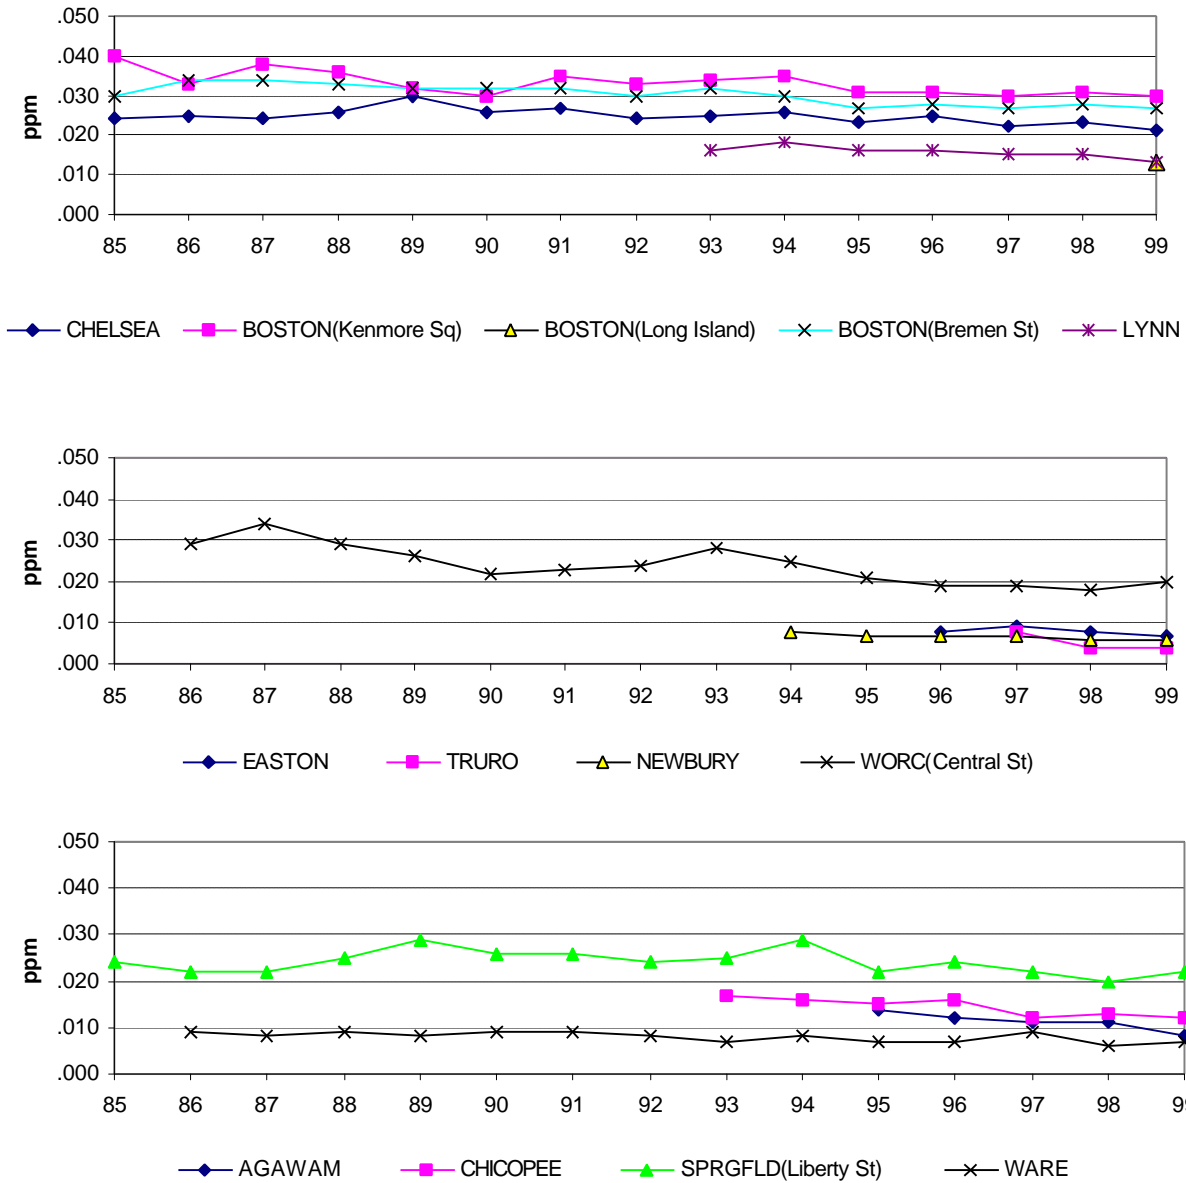 .050
.040
.030
.020
.010
.000
ppm
85 86 87 88 89 90 91 92 93 94 95 96 97 98 99
CHELSEA BOSTON(Kenmore Sq) BOSTON(Long Island) BOSTON(Bremen St) LYNN
.050
.040
.030
.020
.010
.000
ppm
85 86 87 88 89 90 91 92 93 94 95 96 97 98 99
EASTON TRURO NEWBURY WORC(Central St)
.050
.040
.030
.020
.010
.000
ppm
85 86 87 88 89 90 91 92 93 94 95 96 97 98 99
AGAWAM CHICOPEE SPRGFLD(Liberty St) WARE